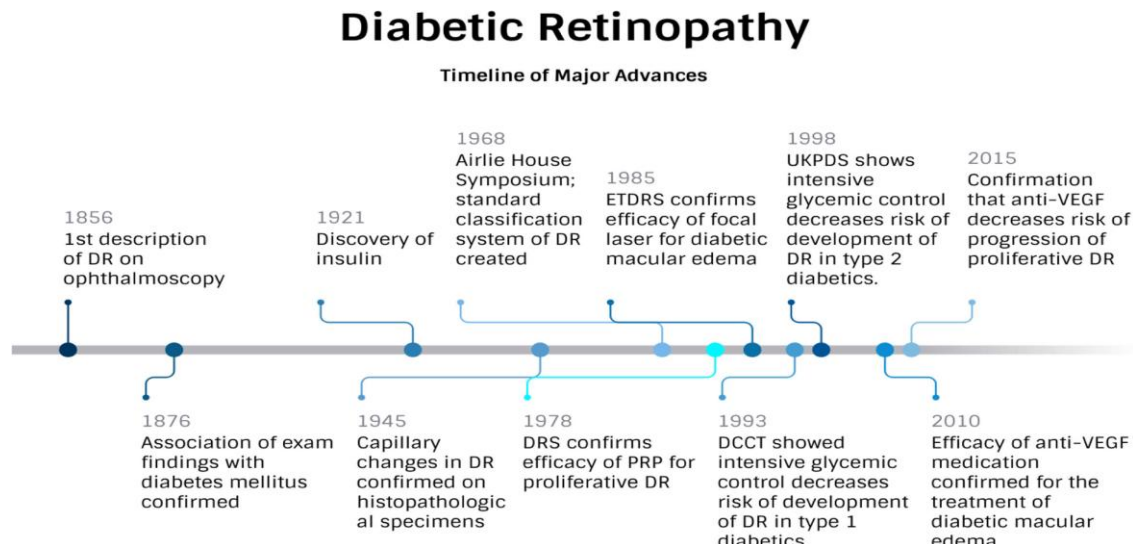 Diabetic Retinopathy
Timeline of Major Advances
1856
1st description
of DR on
ophthalmoscopy
1921
Discovery of
insulin
1968
Airlie House
Symposium;
standard
classification
system of DR
created
1985
ETDRS confirms
efficacy of focal
laser for diabetic
macular edema
1998
UKPDS shows
intensive
glycemic control
decreases risk of
development of
DR in type 2
diabetics.
2015
Confirmation
that anti-VEGF
decreases risk of
progression of
proliferative DR
1876
Association of exam
findings with
diabetes mellitus
confirmed
1945
Capillary
changes in DR
confirmed on
histopathologic
al specimens
1978
DRS confirms
efficacy of PRP for
proliferative DR
1993
DCCT showed
intensive glycemic
control decreases
risk of development
of DR in type 1
diabetics
2010
Efficacy of anti-VEGF
medication
confirmed for the
treatment of
diabetic macular
edema